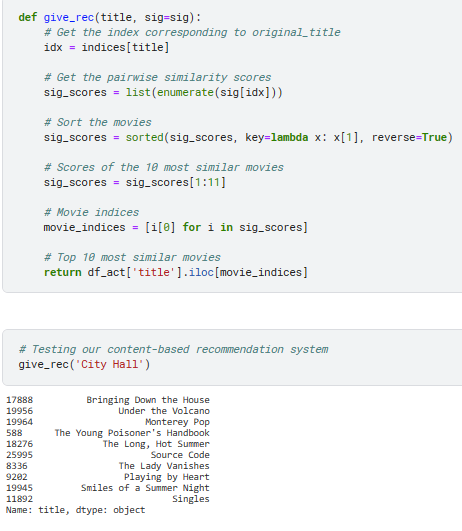 def give_rec(title, sig=sig):
    # Get the index corresponding to original_title
    idx = indices[title]
    # Get the pairwise similarity scores
    sig_scores = list(enumerate(sig[idx]))
    # Sort the movies
    sig_scores = sorted(sig_scores, key=lambda x: x[1], reverse=True)
    # Scores of the 10 most similar movies
    sig_scores = sig_scores[1:11]
    # Movie indices
    movie_indices = [i[0] for i in sig_scores]
    # Top 10 most similar movies
    return df_act['title'].iloc[movie_indices]
# Testing our content-based recommendation system
give_rec('City Hall')
17888 Bringing Down the House
19956 Under the Volcano
19964 Monterey Pop
588 The Young Poisoner's Handbook
18276 The Long, Hot Summer
25995 Source Code
8336 The Lady Vanishes
9202 Playing by Heart
19945 Smiles of a Summer Night
11892 Singles
Name: title, dtype: object